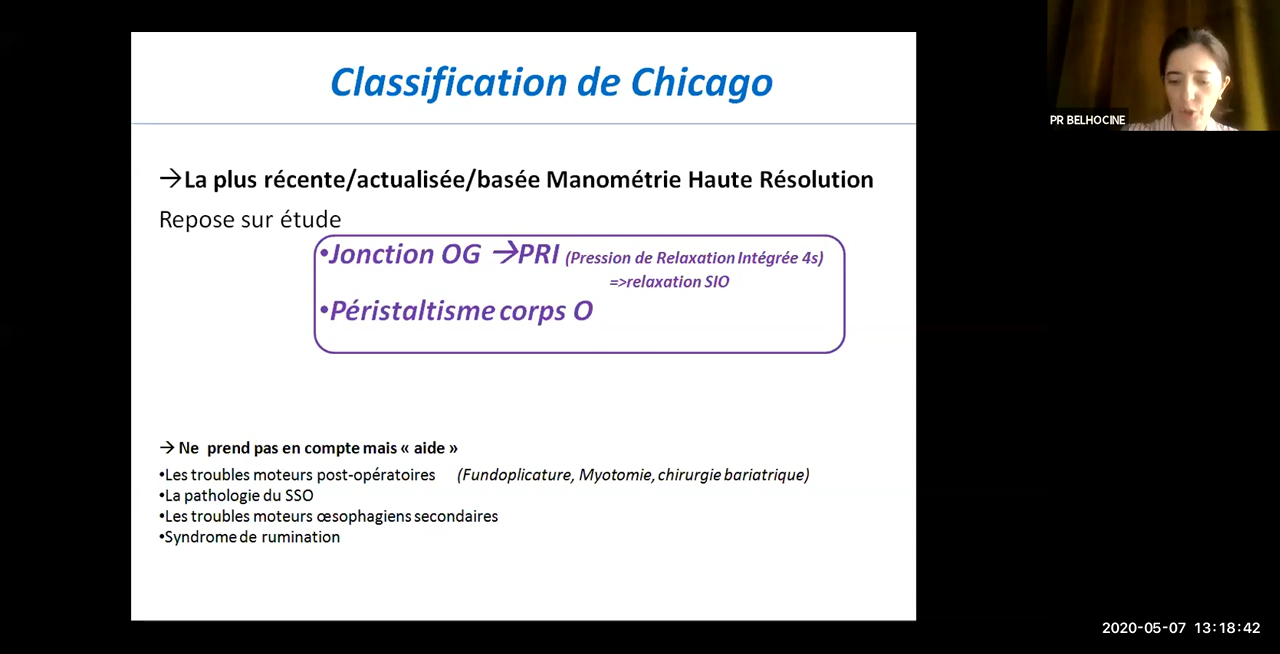 Classification de Chicago
→La plus récente/actualisée/basée Manométrie Haute Résolution
Repose sur étude
•Jonction OG →PRI (Pression de Relaxation Intégrée 4s)
=>relaxation SIO
•Péristaltisme corps O
→ Ne prend pas en compte mais « aide »
•Les troubles moteurs post-opératoires (Fundoplicature, Myotomie, chirurgie bariatrique)
•La pathologie du SSO
•Les troubles moteurs œsophagiens secondaires
•Syndrome de rumination
PR BELHOCINE
2020-05-07 13:18:42